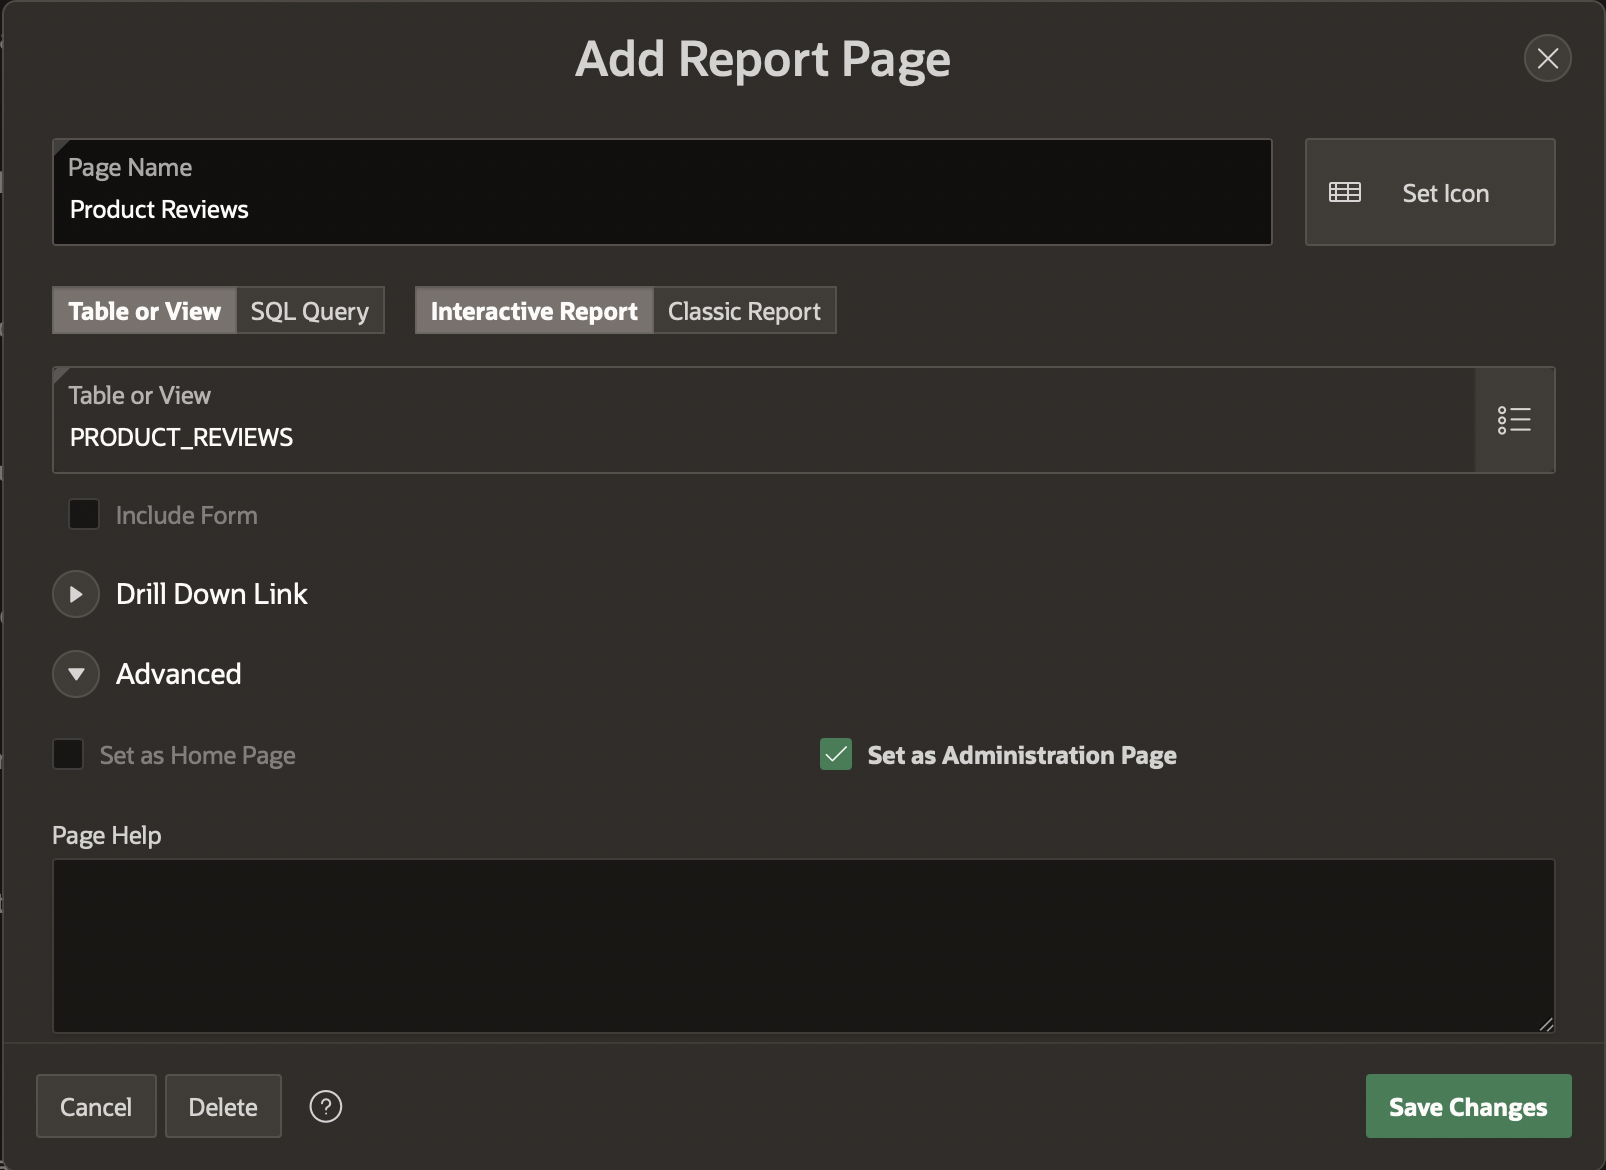 Add Report Page
Page Name
Product Reviews
Set Icon
Table or View SQL Query Interactive Report Classic Report
Table or View
PRODUCT_REVIEWS
Include Form
Drill Down Link
Advanced
Set as Home Page Set as Administration Page
Page Help
Cancel Delete ? Save Changes